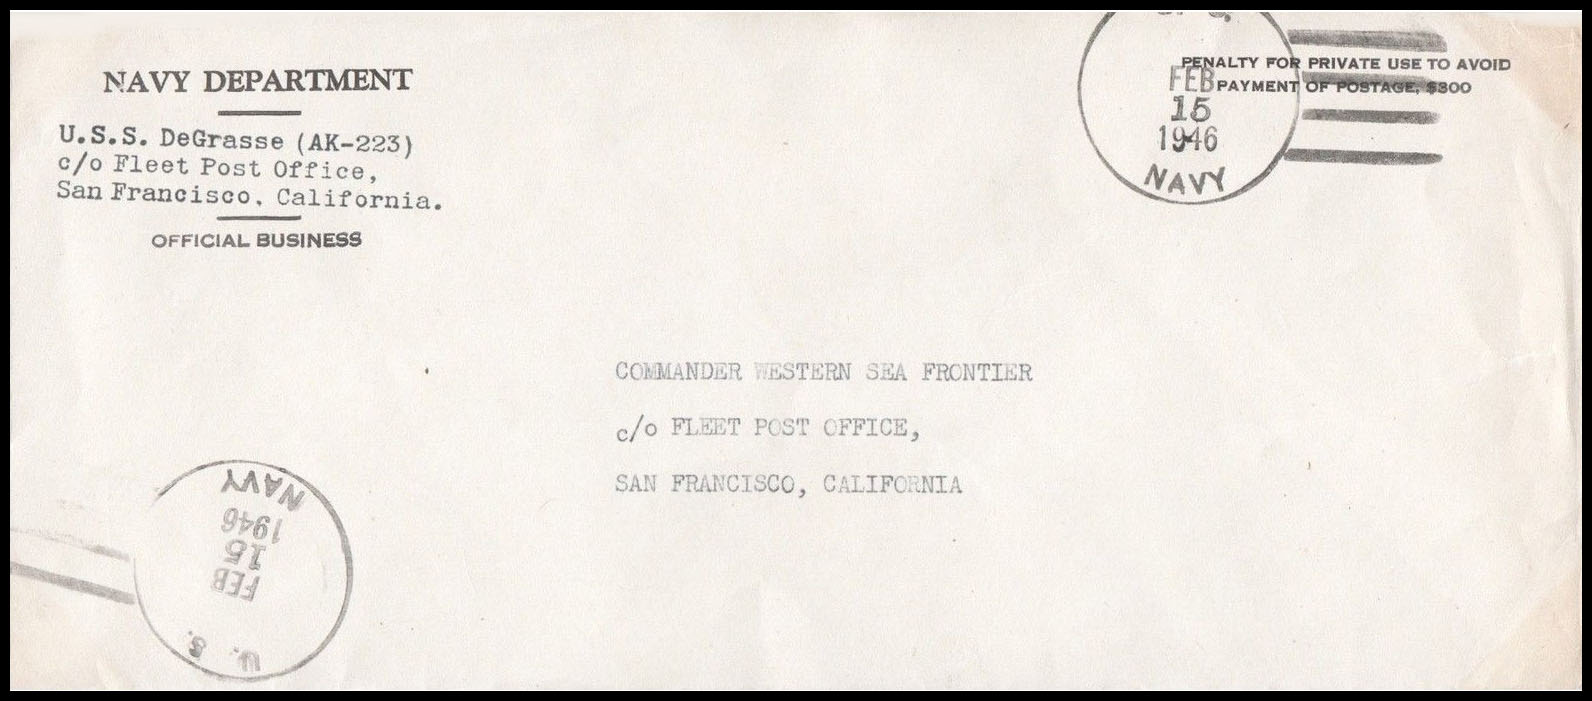 NAVY DEPARTMENT
U.S.S. DeGrasse (AK-223)
c/o Fleet Post Office,
San Francisco, California.
OFFICIAL BUSINESS
PENALTY FOR PRIVATE USE TO AVOID
PAYMENT OF POSTAGE, $300
U. S.
FEB
15
1946
NAVY
COMMANDER WESTERN SEA FRONTIER
c/o FLEET POST OFFICE,
SAN FRANCISCO, CALIFORNIA
U. S.
FEB
15
1946
NAVY